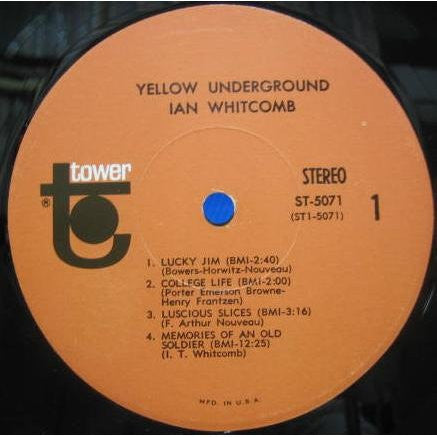 YELLOW UNDERGROUND
IAN WHITCOMB
tower
®
STEREO
ST-5071
(ST1-5071)
1
1. LUCKY JIM (BMI-2:40)
(Bowers-Horwitz-Nouveau)
2. COLLEGE LIFE (BMI-2:00)
(Porter Emerson Browne-
Henry Frantzen)
3. LUSCIOUS SLICES (BMI-3:16)
(F. Arthur Nouveau)
4. MEMORIES OF AN OLD
SOLDIER (BMI-12:25)
(I. T. Whitcomb)
MFD. IN U.S.A.